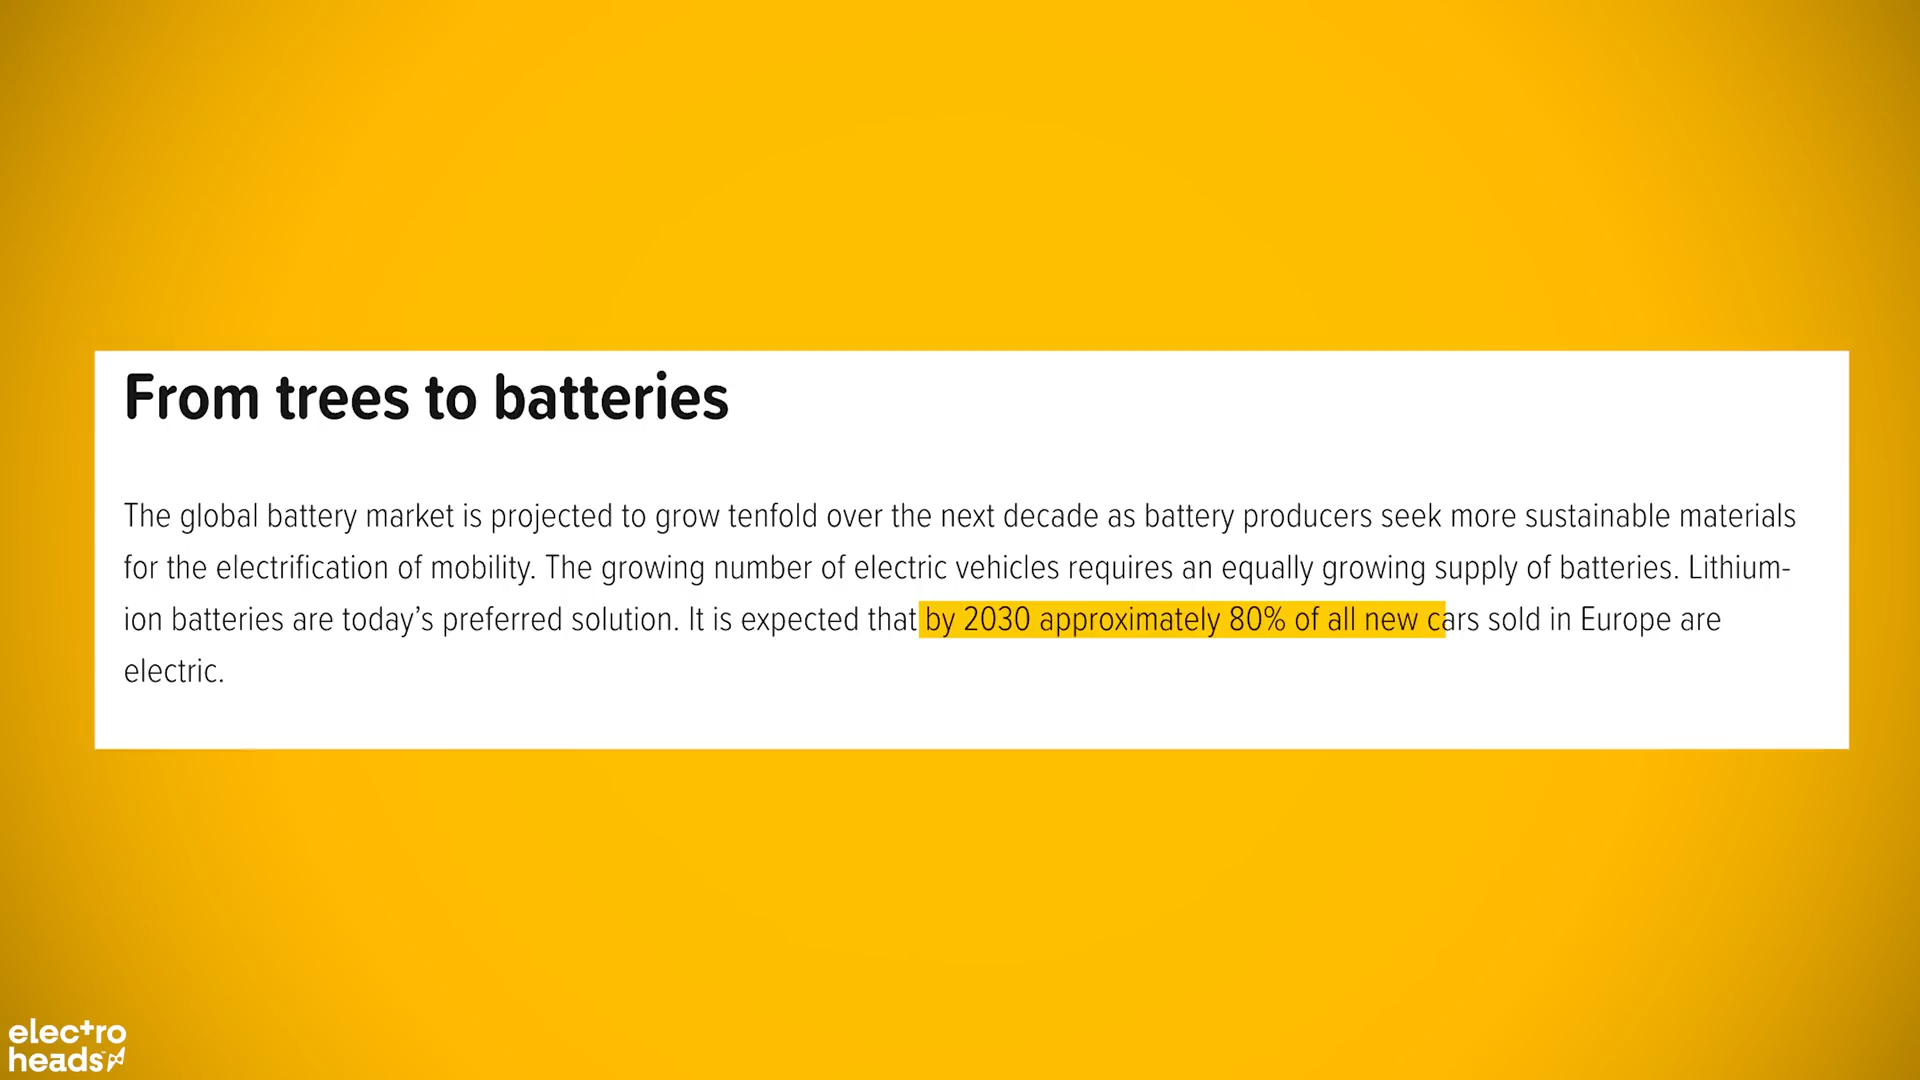 From trees to batteries
The global battery market is projected to grow tenfold over the next decade as battery producers seek more sustainable materials
for the electrification of mobility. The growing number of electric vehicles requires an equally growing supply of batteries. Lithium-
ion batteries are today’s preferred solution. It is expected that by 2030 approximately 80% of all new cars sold in Europe are
electric.
electro
heads